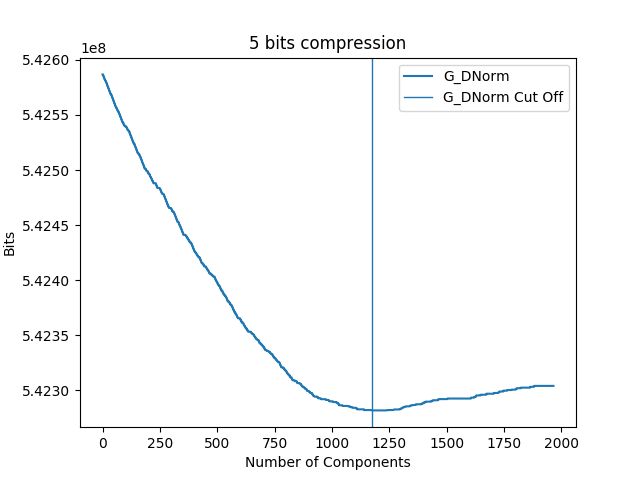 5 bits compression
1e8
5.4260
5.4255
5.4250
5.4245
5.4240
5.4235
5.4230
Bits
G_DNorm
G_DNorm Cut Off
0 250 500 750 1000 1250 1500 1750 2000
Number of Components